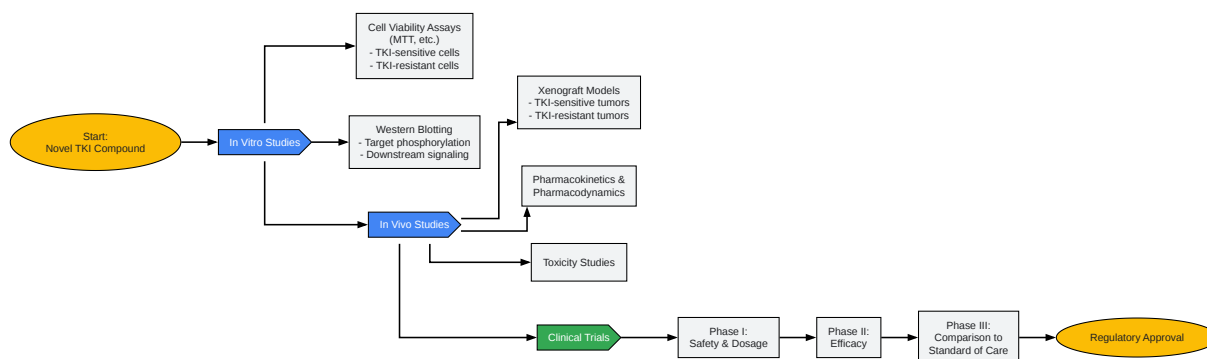 Start:
Novel TKI Compound
In Vitro Studies
Cell Viability Assays
(MTT, etc.)
- TKI-sensitive cells
- TKI-resistant cells
Western Blotting
- Target phosphorylation
- Downstream signaling
In Vivo Studies
Xenograft Models
- TKI-sensitive tumors
- TKI-resistant tumors
Pharmacokinetics &
Pharmacodynamics
Toxicity Studies
Clinical Trials
Phase I:
Safety & Dosage
Phase II:
Efficacy
Phase III:
Comparison to
Standard of Care
Regulatory Approval